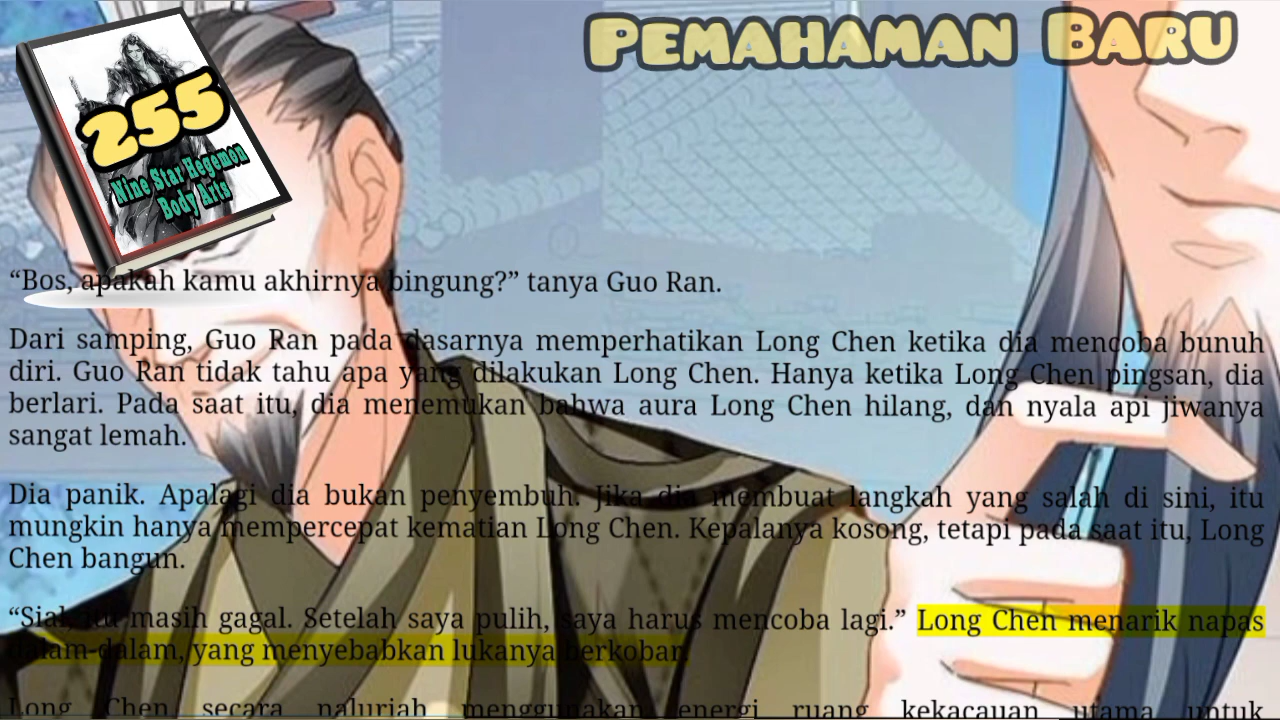 PEMAHAMAN BARU
255
Nine Star Hegemon
Body Arts
“Bos, apakah kamu akhirnya bingung?” tanya Guo Ran.
Dari samping, Guo Ran pada dasarnya memperhatikan Long Chen ketika dia mencoba bunuh
diri. Guo Ran tidak tahu apa yang dilakukan Long Chen. Hanya ketika Long Chen pingsan, dia
berlari. Pada saat itu, dia menemukan bahwa aura Long Chen hilang, dan nyala api jiwanya
sangat lemah.
Dia panik. Apalagi dia bukan penyembuh. Jika dia membuat langkah yang salah di sini, itu
mungkin hanya mempercepat kematian Long Chen. Kepalanya kosong, tetapi pada saat itu, Long
Chen bangun.
“Sial, itu masih gagal. Setelah saya pulih, saya harus mencoba lagi.” Long Chen menarik napas
dalam-dalam, yang menyebabkan lukanya berkobar.
Long Chen secara naluriah menggunakan energi ruang kekacauan utama untuk